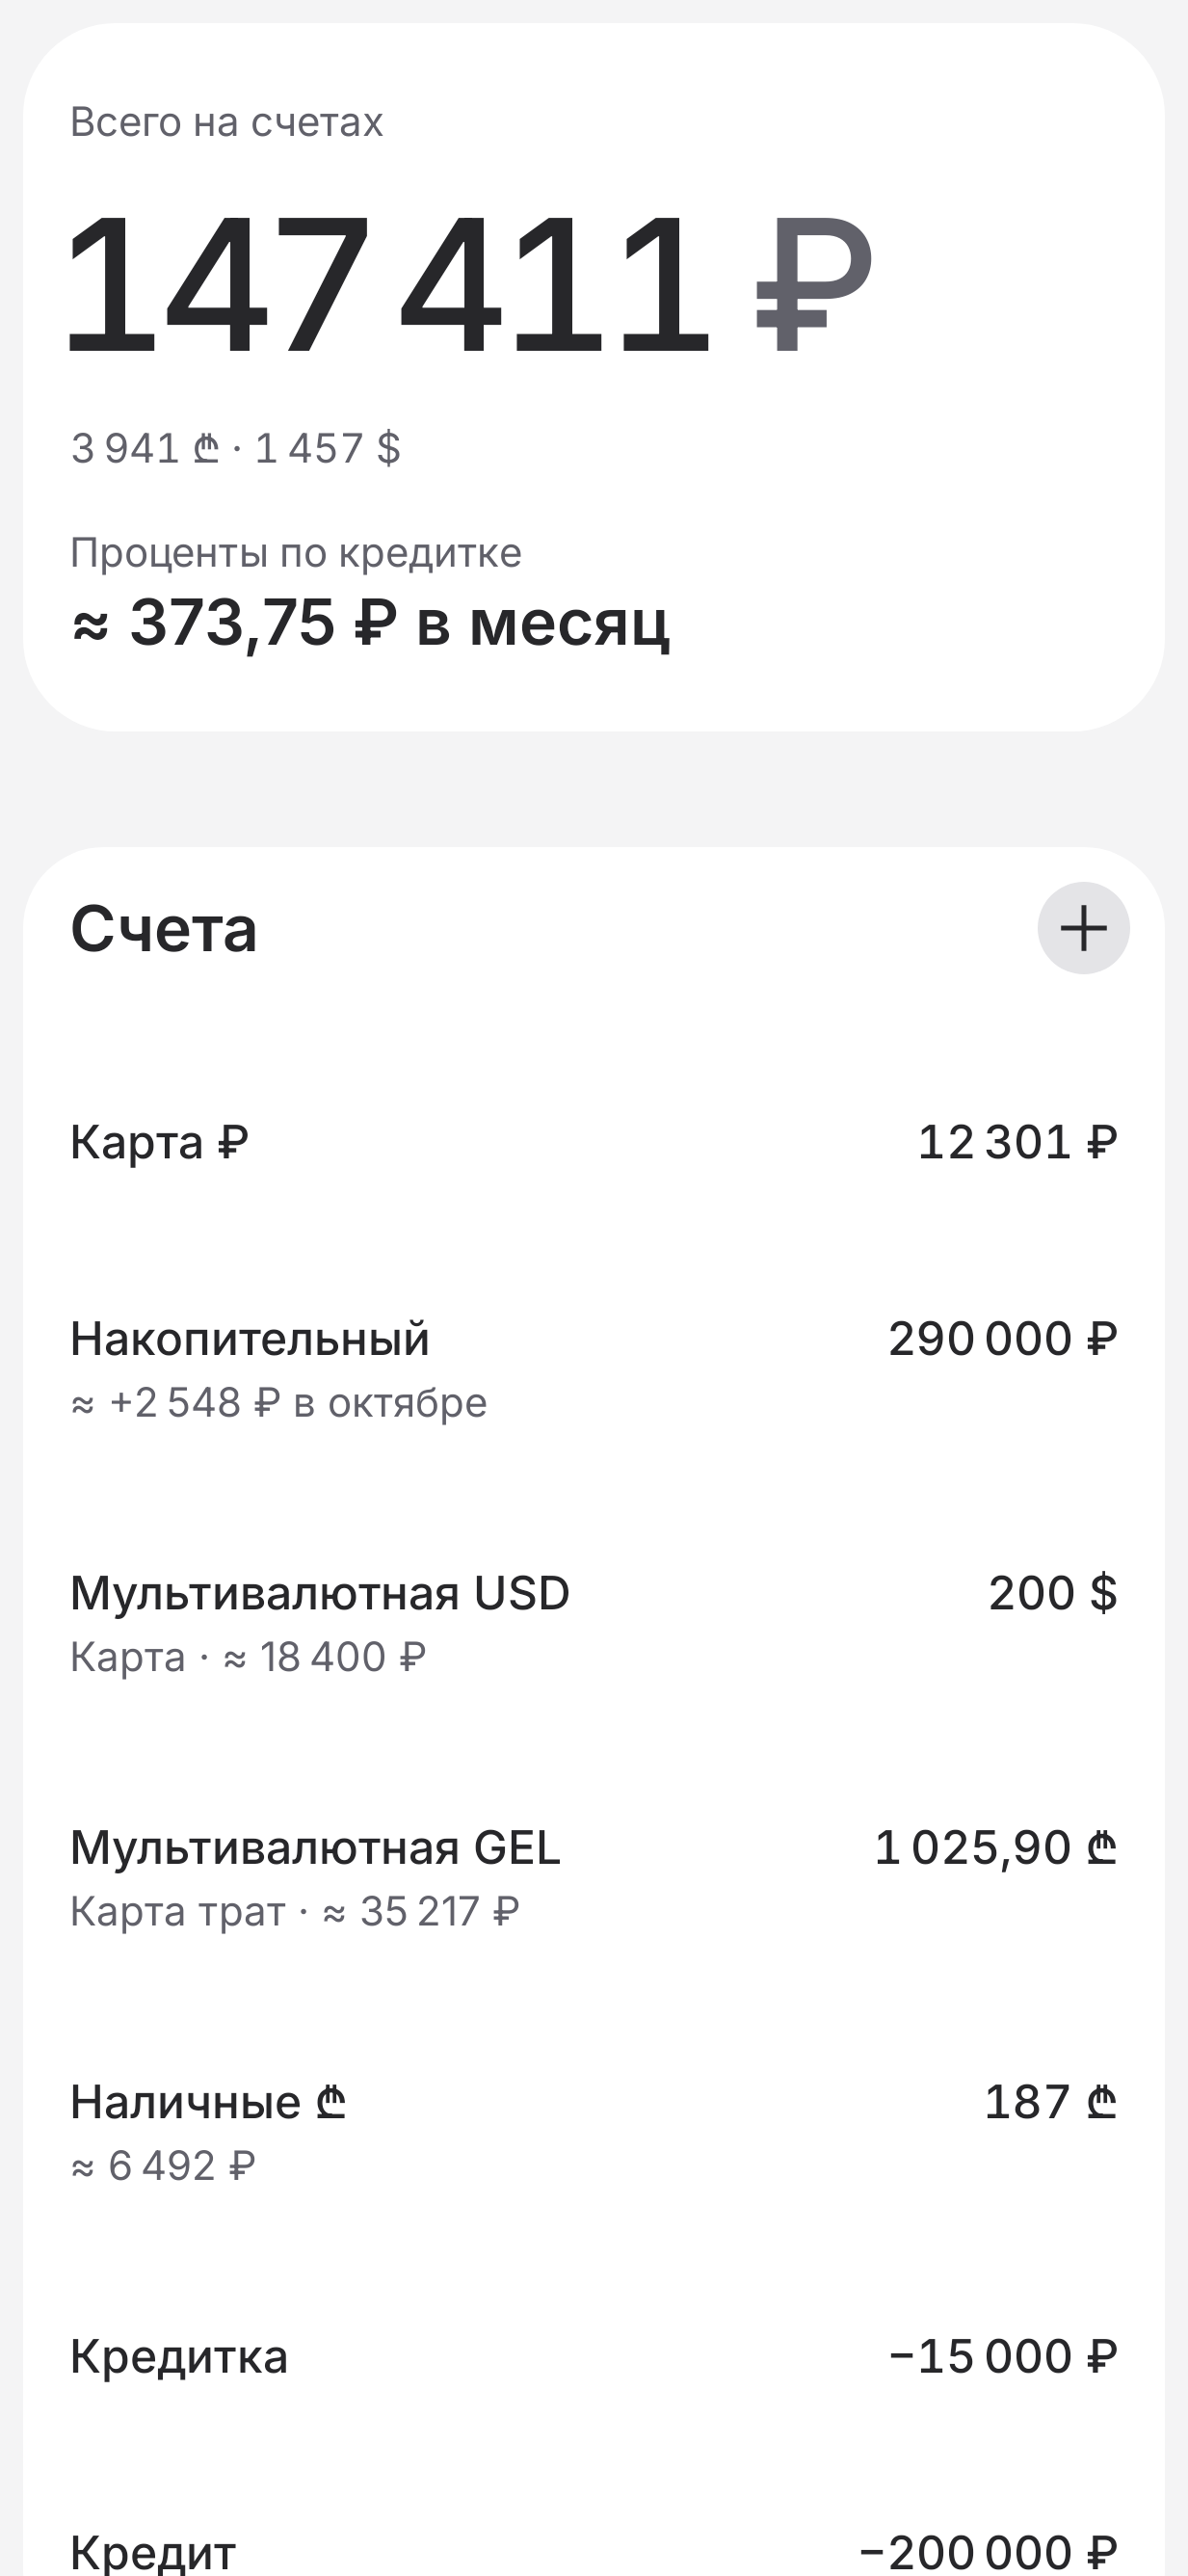 Всего на счетах
147 411 ₽
3 941 ₾ · 1 457 $
Проценты по кредитке
≈ 373,75 ₽ в месяц
Счета
Карта ₽ 12 301 ₽
Накопительный 290 000 ₽
≈ +2 548 ₽ в октябре
Мультивалютная USD 200 $
Карта · ≈ 18 400 ₽
Мультивалютная GEL 1 025,90 ₾
Карта трат · ≈ 35 217 ₽
Наличные ₾ 187 ₾
≈ 6 492 ₽
Кредитка −15 000 ₽
Кредит −200 000 ₽